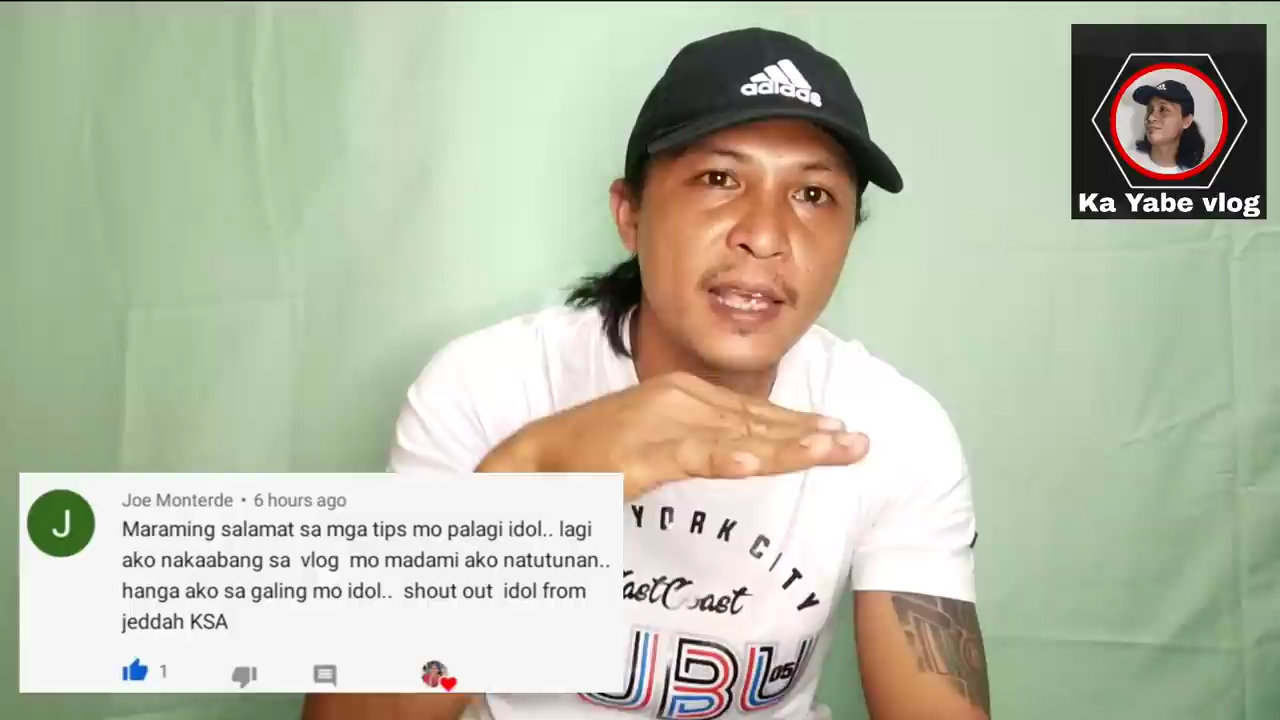 adidas
Ka Yabe vlog
J
Joe Monterde • 6 hours ago
Maraming salamat sa mga tips mo palagi idol.. lagi
ako nakaabang sa vlog mo madami ako natutunan..
hanga ako sa galing mo idol.. shout out idol from
jeddah KSA
1
YORK CITY
East Coast
UBU
05